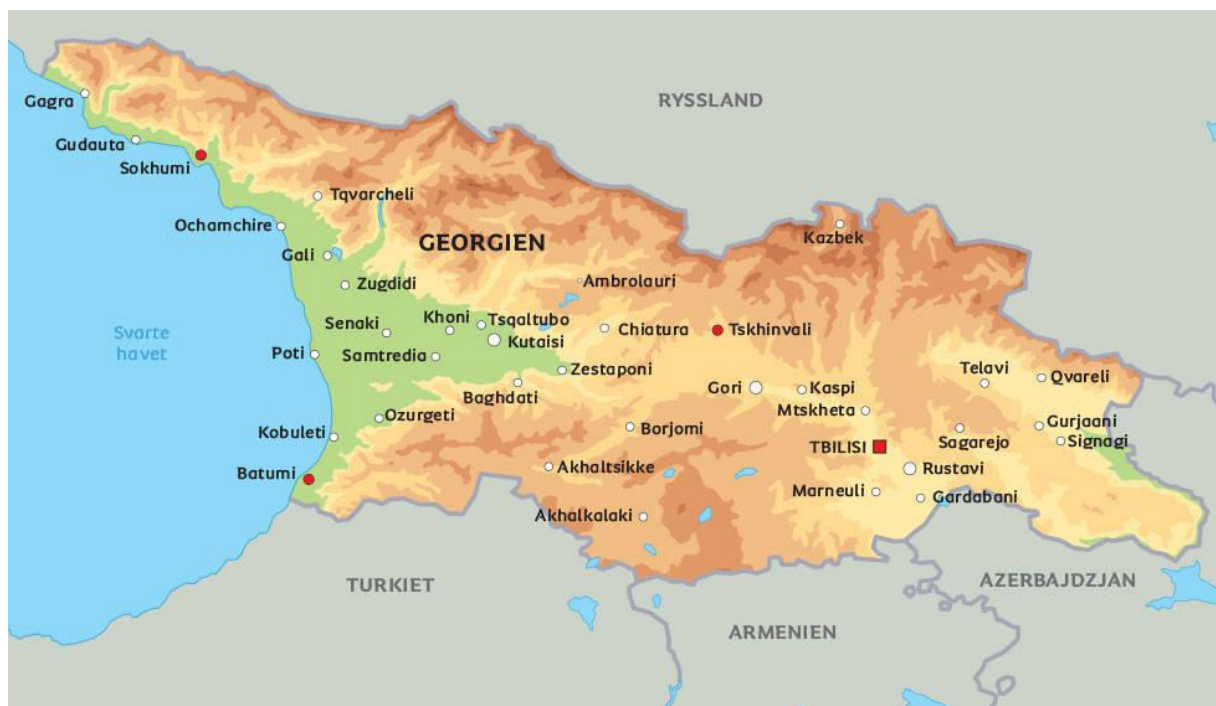 RYSSLAND
Gagra
Gudauta
Sokhumi
Tqvarcheli
Ochamchire
GEORGIEN
Kazbek
Gali
Zugdidi
Ambrolauri
Svarte
havet
Senaki
Khoni
Tsqaltubo
Chiatura
Tskhinvali
Kutaisi
Poti
Samtredia
Zestaponi
Telavi
Qvareli
Baghdati
Gori
Kaspi
Mtskheta
Ozurgeti
Borjomi
Gurjaani
Kobuleti
Sagarejo
Signagi
TBILISI
Batumi
Akhaltsikke
Rustavi
Marneuli
Gardabani
Akhalkalaki
TURKIET
AZERBAJDZJAN
ARMENIEN